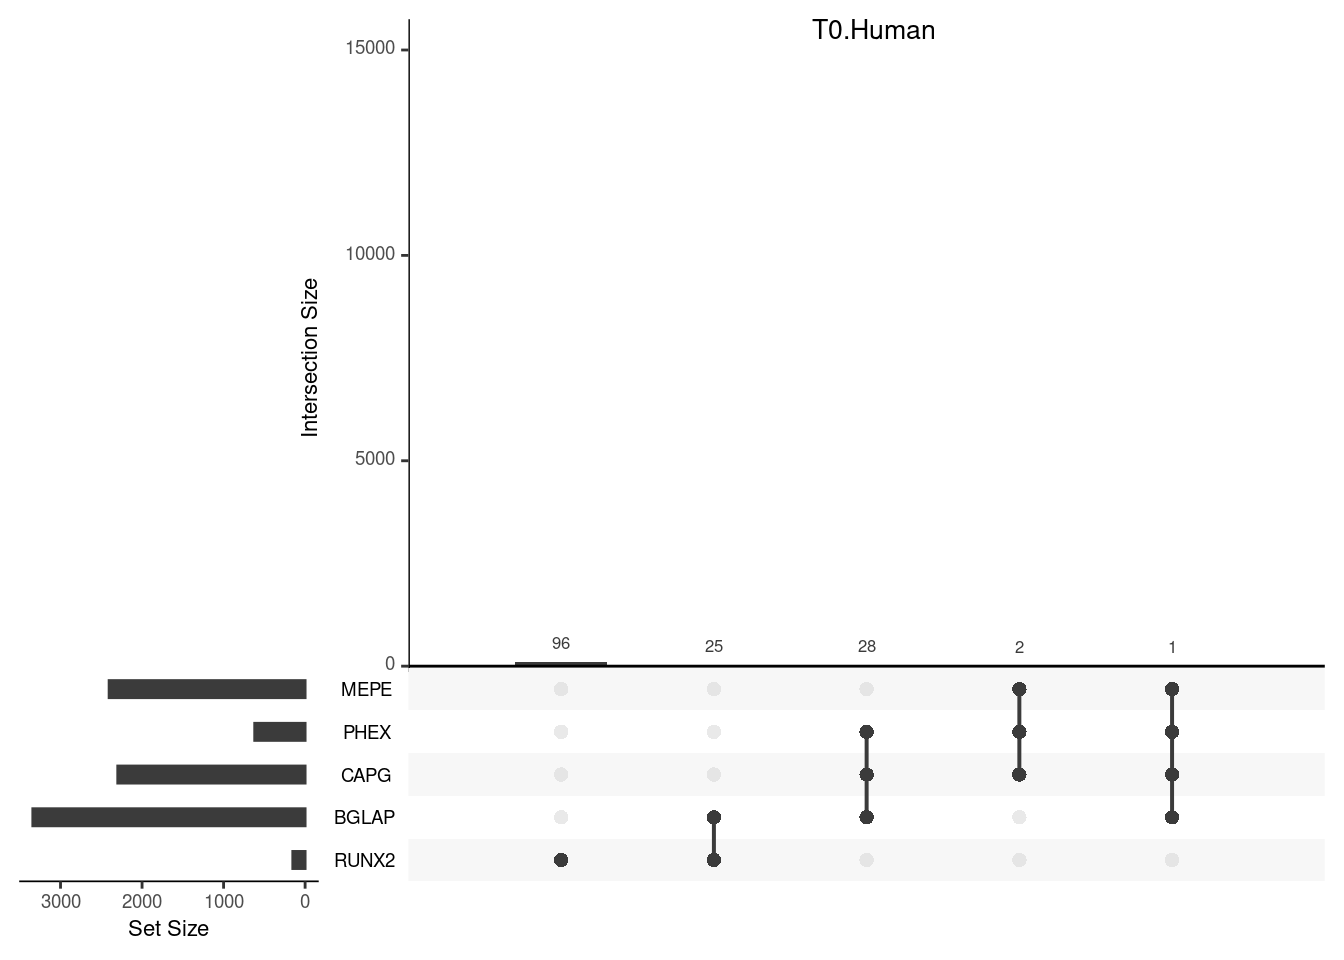 T0.Human
15000
10000
5000
0
Intersection Size
96 25 28 2 1
MEPE
PHEX
CAPG
BGLAP
RUNX2
3000 2000 1000 0
Set Size